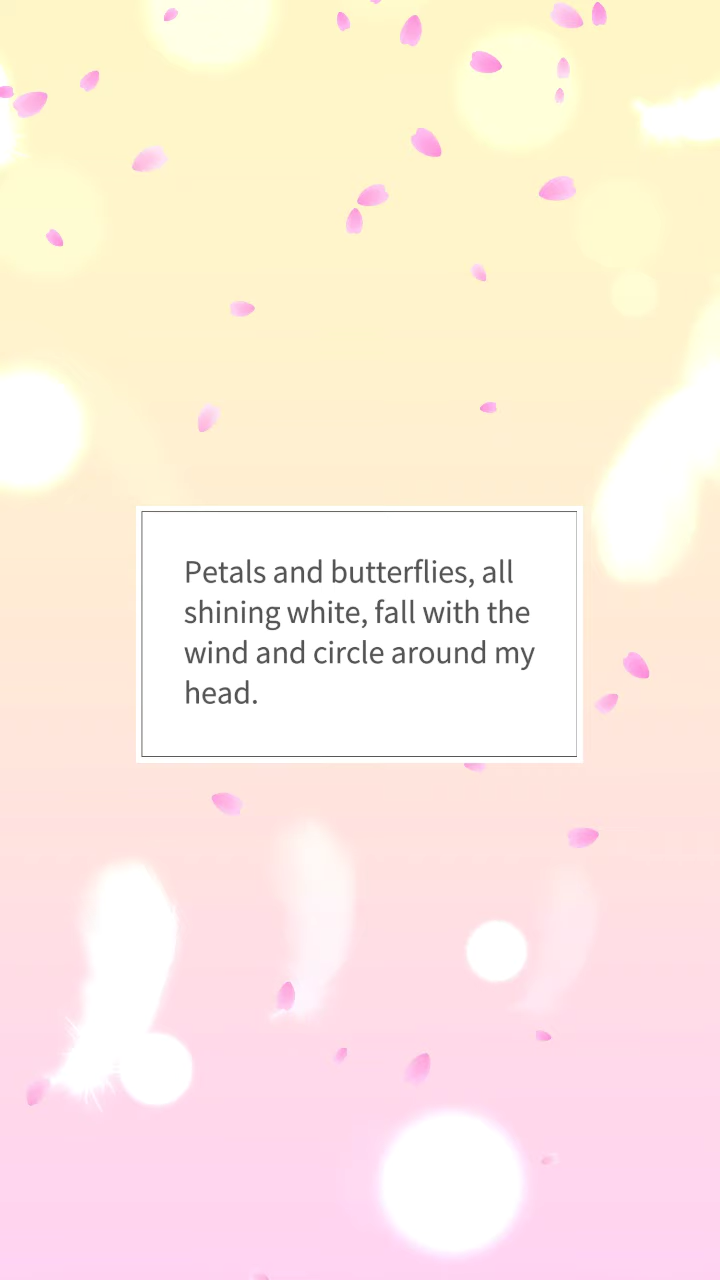 Petals and butterflies, all
shining white, fall with the
wind and circle around my
head.